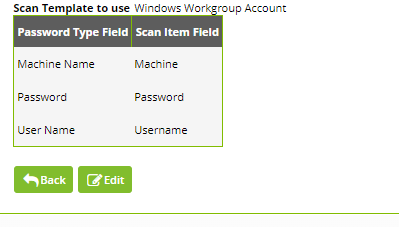 Scan Template to use Windows Workgroup Account
Password Type Field Scan Item Field
Machine Name Machine
Password Password
User Name Username
Back Edit